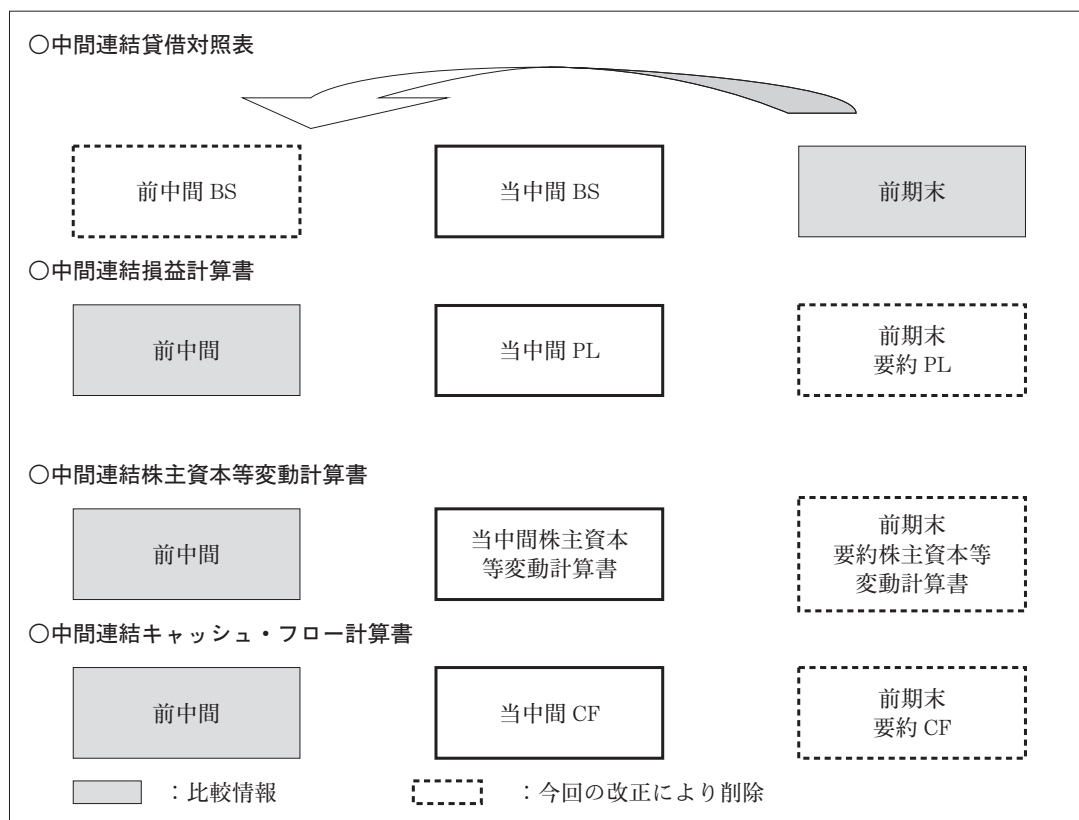 ○中間連結貸借対照表
前中間 BS
当中間 BS
前期末
○中間連結損益計算書
前中間
当中間 PL
前期末
要約 PL
○中間連結株主資本等変動計算書
前中間
当中間株主資本
等変動計算書
前期末
要約株主資本等
変動計算書
○中間連結キャッシュ・フロー計算書
前中間
当中間 CF
前期末
要約 CF
：比較情報
：今回の改正により削除